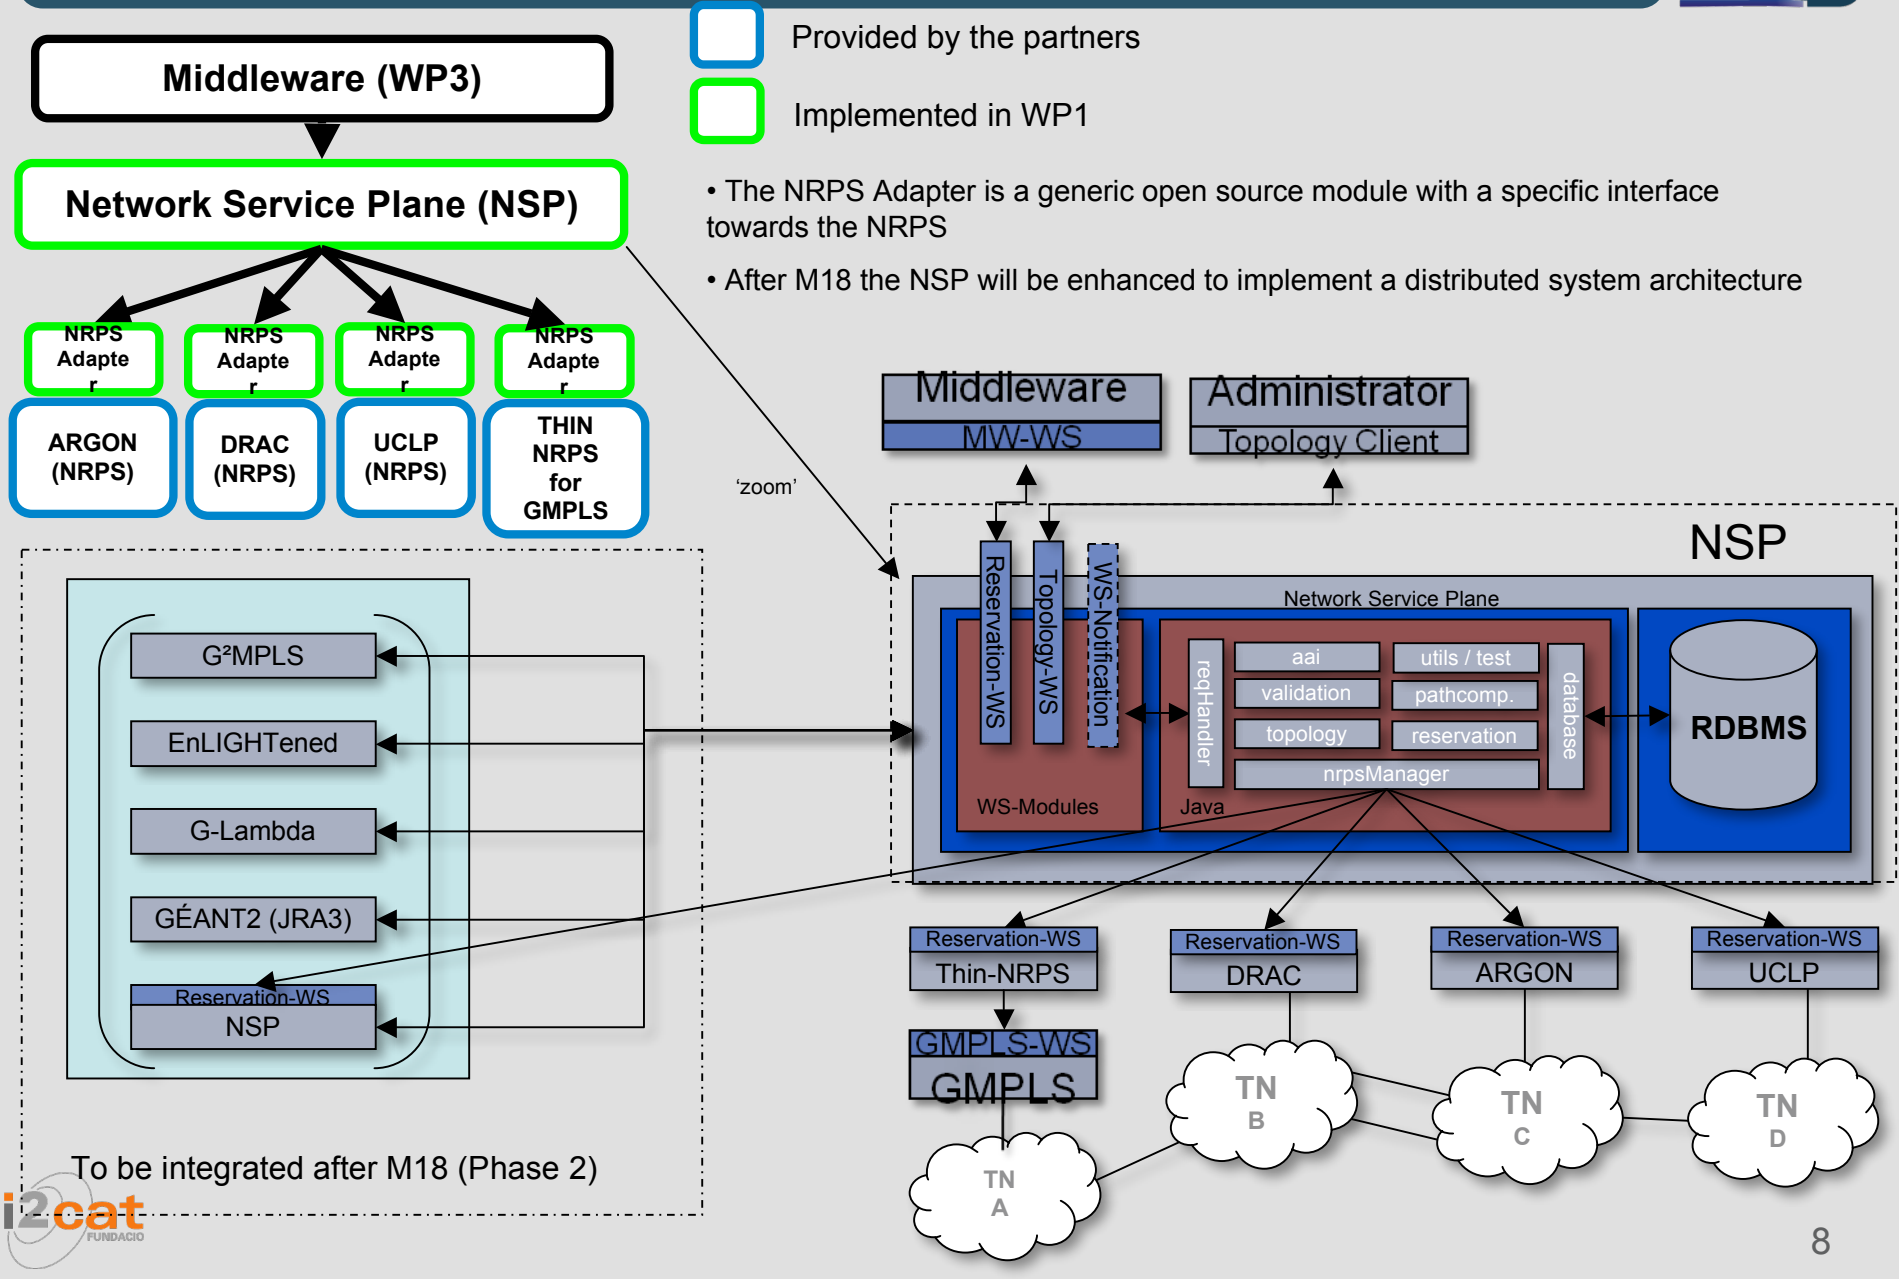 Provided by the partners
Implemented in WP1
Middleware (WP3)
Network Service Plane (NSP)
NRPS
Adapte
r
NRPS
Adapte
r
NRPS
Adapte
r
NRPS
Adapte
r
ARGON
(NRPS)
DRAC
(NRPS)
UCLP
(NRPS)
THIN
NRPS
for
GMPLS
• The NRPS Adapter is a generic open source module with a specific interface
towards the NRPS
• After M18 the NSP will be enhanced to implement a distributed system architecture
‘zoom’
Middleware
MW-WS
Administrator
Topology Client
NSP
Network Service Plane
Reservation-WS
Topology-WS
WS-Notification
WS-Modules
reqHandler
aai
utils / test
validation
pathcomp.
topology
reservation
nrpsManager
database
Java
RDBMS
G²MPLS
EnLIGHTened
G-Lambda
GÉANT2 (JRA3)
Reservation-WS
NSP
To be integrated after M18 (Phase 2)
Reservation-WS
Thin-NRPS
GMPLS-WS
GMPLS
Reservation-WS
DRAC
Reservation-WS
ARGON
Reservation-WS
UCLP
TN
A
TN
B
TN
C
TN
D
i2cat
FUNDACIO
8